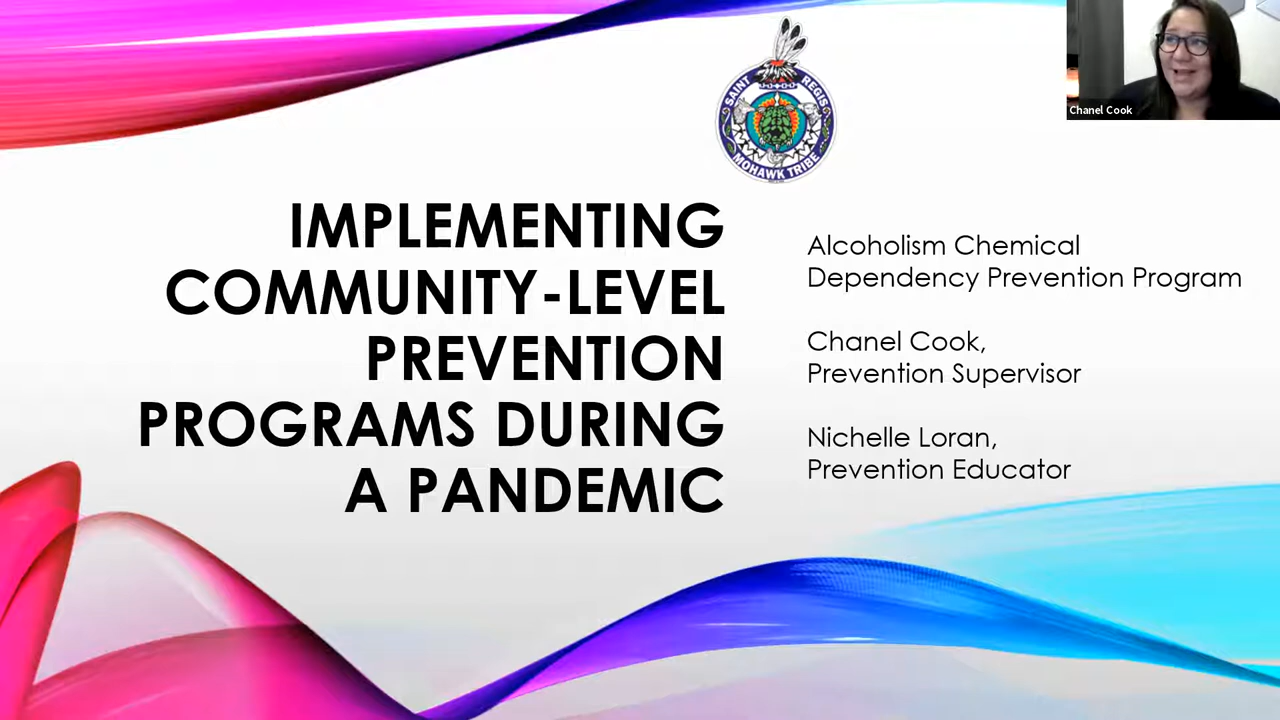 SAINT REGIS
MOHAWK TRIBE
Chanel Cook
IMPLEMENTING
COMMUNITY-LEVEL
PREVENTION
PROGRAMS DURING
A PANDEMIC
Alcoholism Chemical
Dependency Prevention Program
Chanel Cook,
Prevention Supervisor
Nichelle Loran,
Prevention Educator